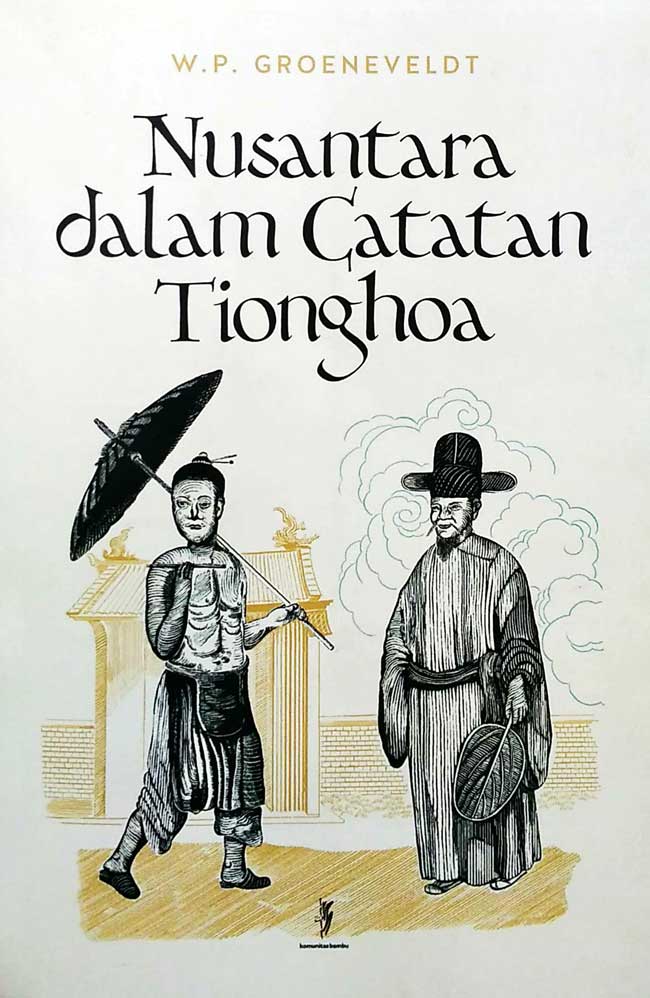 W.P. GROENEVELDT
Nusantara
dalam Catatan
Tionghoa
komunitas bambu